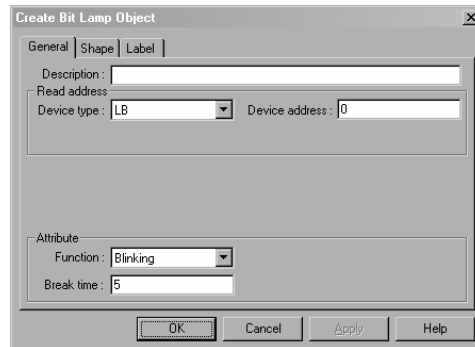 Create Bit Lamp Object
General Shape Label
Description :
Read address
Device type : LB Device address : 0
Attribute
Function : Blinking
Break time : 5
OK Cancel Apply Help